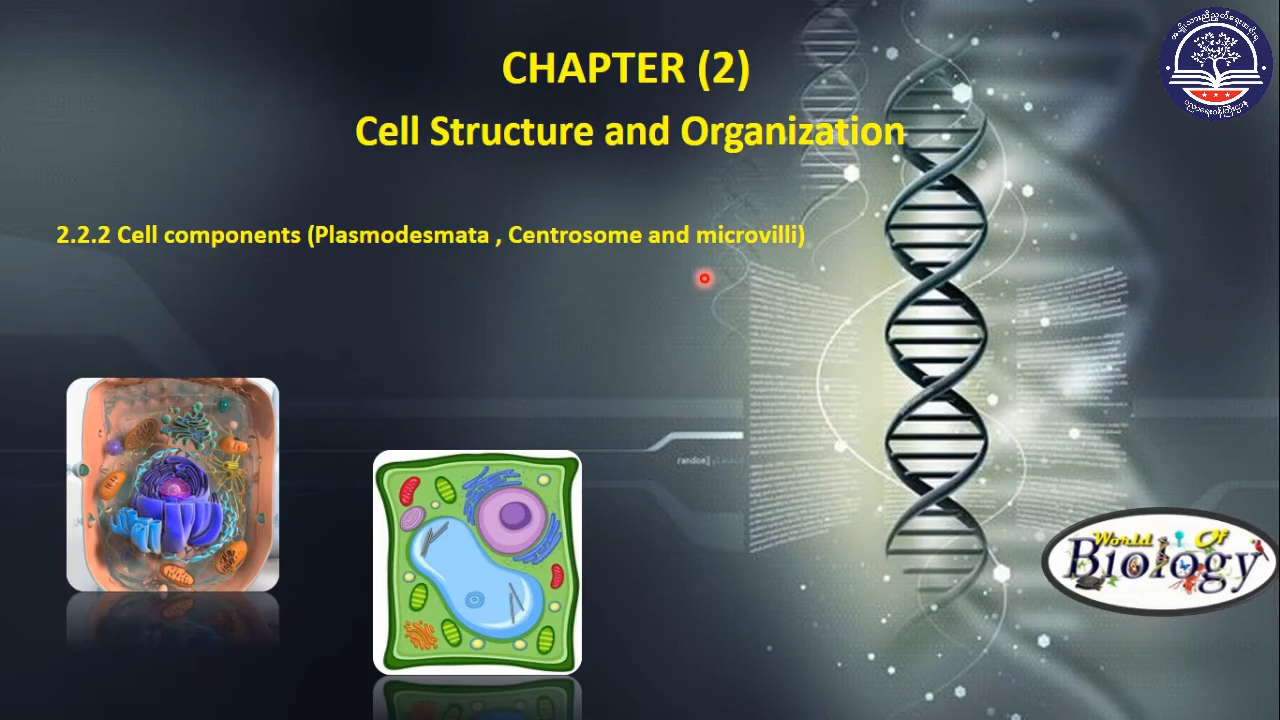 CHAPTER (2)
Cell Structure and Organization
2.2.2 Cell components (Plasmodesmata , Centrosome and microvilli)
World Of
Biology